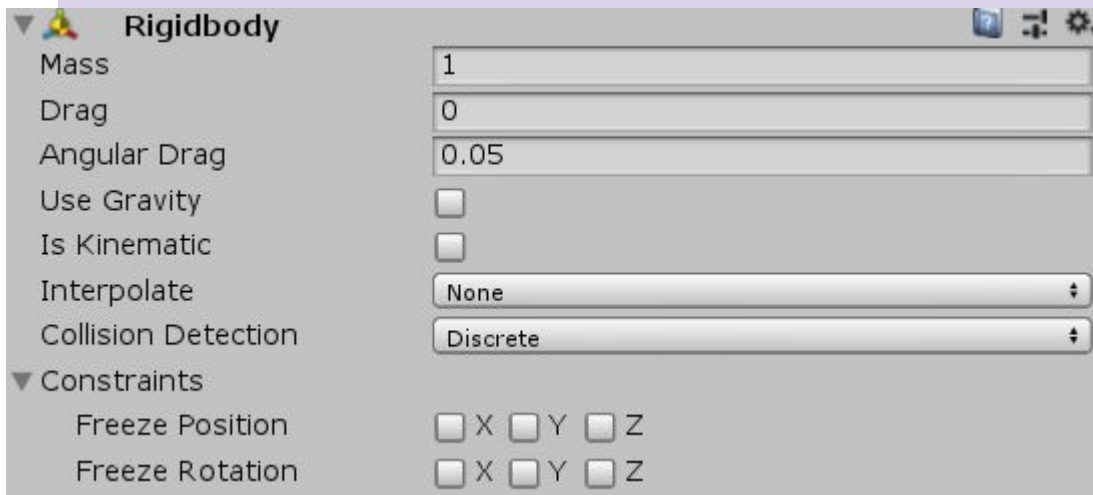 Rigidbody
Mass 1
Drag 0
Angular Drag 0.05
Use Gravity
Is Kinematic
Interpolate None
Collision Detection Discrete
Constraints
Freeze Position X Y Z
Freeze Rotation X Y Z